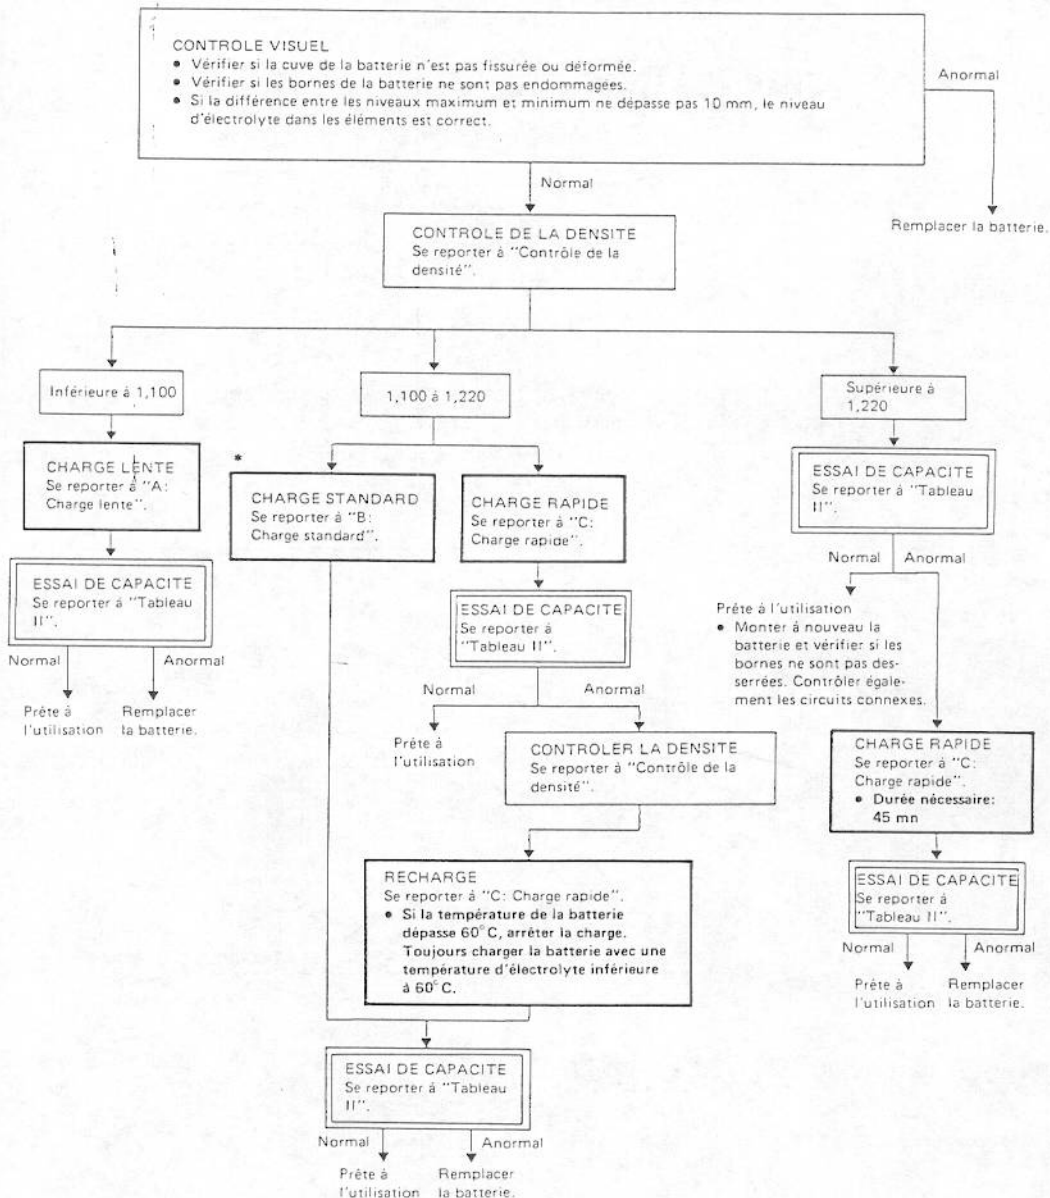 CONTROLE VISUEL
• Vérifier si la cuve de la batterie n'est pas fissurée ou déformée.
• Vérifier si les bornes de la batterie ne sont pas endommagées.
• Si la différence entre les niveaux maximum et minimum ne dépasse pas 10 mm, le niveau
d'électrolyte dans les éléments est correct.
Anormal
Normal
Remplacer la batterie.
CONTROLE DE LA DENSITE
Se reporter à "Contrôle de la
densité".
Inférieure à 1,100
1,100 à 1,220
Supérieure à
1,220
CHARGE LENTE
Se reporter à "A:
Charge lente".
*
CHARGE STANDARD
Se reporter à "B:
Charge standard".
CHARGE RAPIDE
Se reporter à "C:
Charge rapide".
ESSAI DE CAPACITE
Se reporter à "Tableau
II".
Normal
Anormal
ESSAI DE CAPACITE
Se reporter à "Tableau
II".
Normal
Anormal
Prête à
l'utilisation
Remplacer
la batterie.
ESSAI DE CAPACITE
Se reporter à
"Tableau II".
Normal
Anormal
Prête à
l'utilisation
Prête à l'utilisation
• Monter à nouveau la
batterie et vérifier si les
bornes ne sont pas des-
serrées. Contrôler égale-
ment les circuits connexes.
CONTROLER LA DENSITE
Se reporter à "Contrôle de la
densité".
CHARGE RAPIDE
Se reporter à "C:
Charge rapide".
• Durée nécessaire:
45 mn
RECHARGE
Se reporter à "C: Charge rapide".
• Si la température de la batterie
dépasse 60°C, arrêter la charge.
Toujours charger la batterie avec une
température d'électrolyte inférieure
à 60°C.
ESSAI DE CAPACITE
Se reporter à
"Tableau II".
Normal
Anormal
Prête à
l'utilisation
Remplacer
la batterie.
ESSAI DE CAPACITE
Se reporter à "Tableau
II".
Normal
Anormal
Prête à
l'utilisation
Remplacer
la batterie.